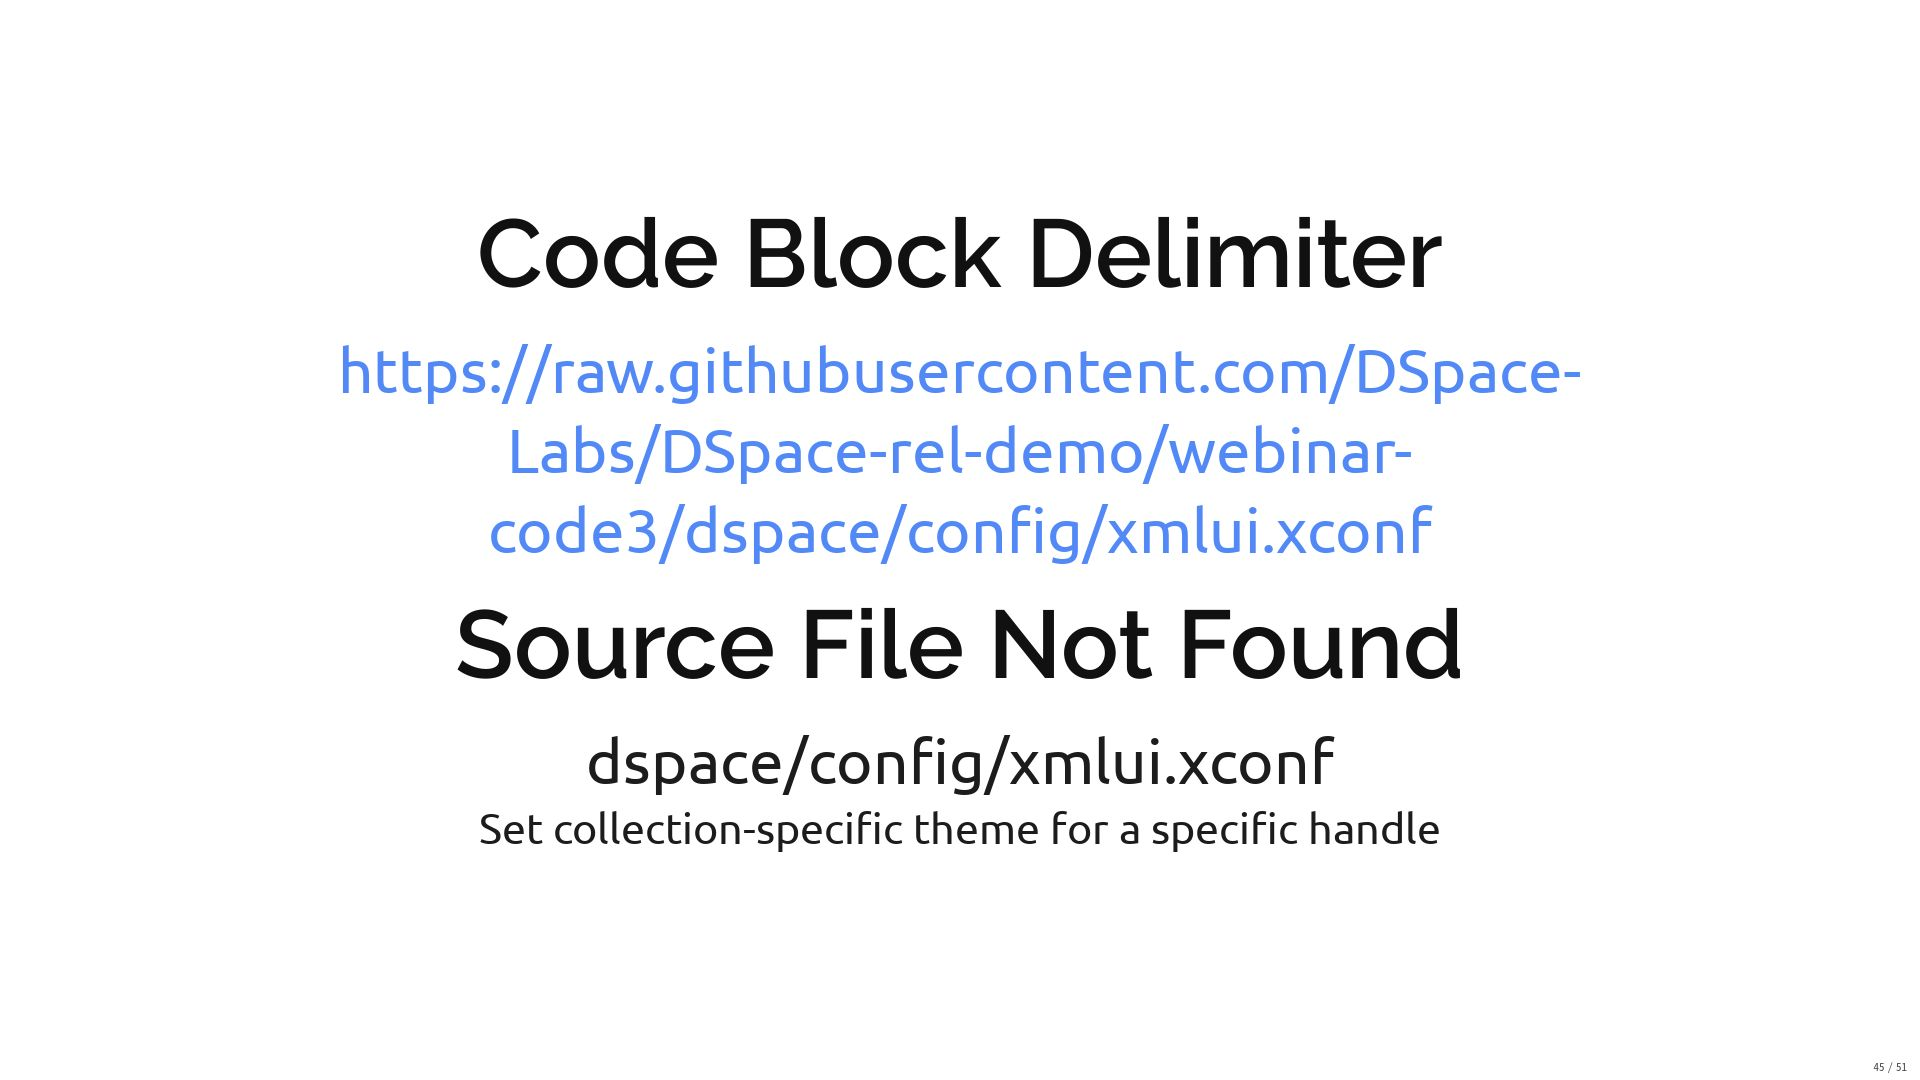 Code Block Delimiter
https://raw.githubusercontent.com/DSpace-
Labs/DSpace-rel-demo/webinar-
code3/dspace/config/xmlui.xconf
Source File Not Found
dspace/config/xmlui.xconf
Set collection-specific theme for a specific handle
45 / 51